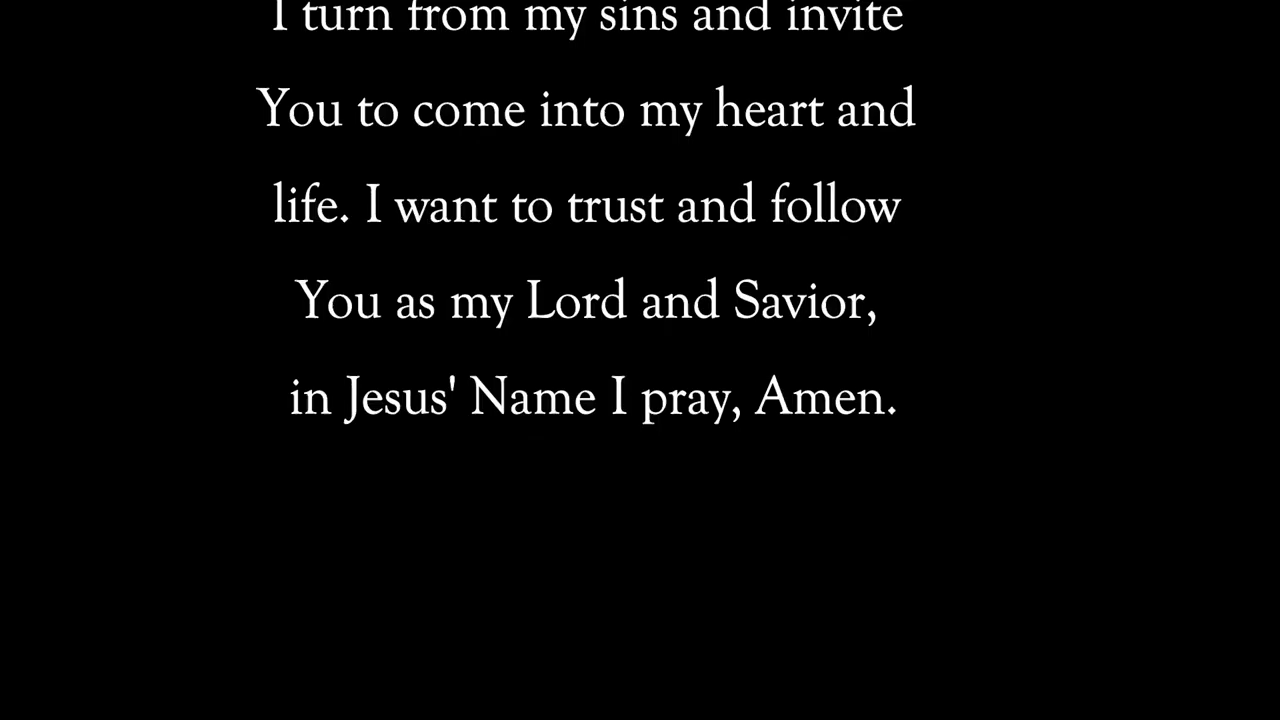 I turn from my sins and invite
You to come into my heart and
life. I want to trust and follow
You as my Lord and Savior,
in Jesus' Name I pray, Amen.